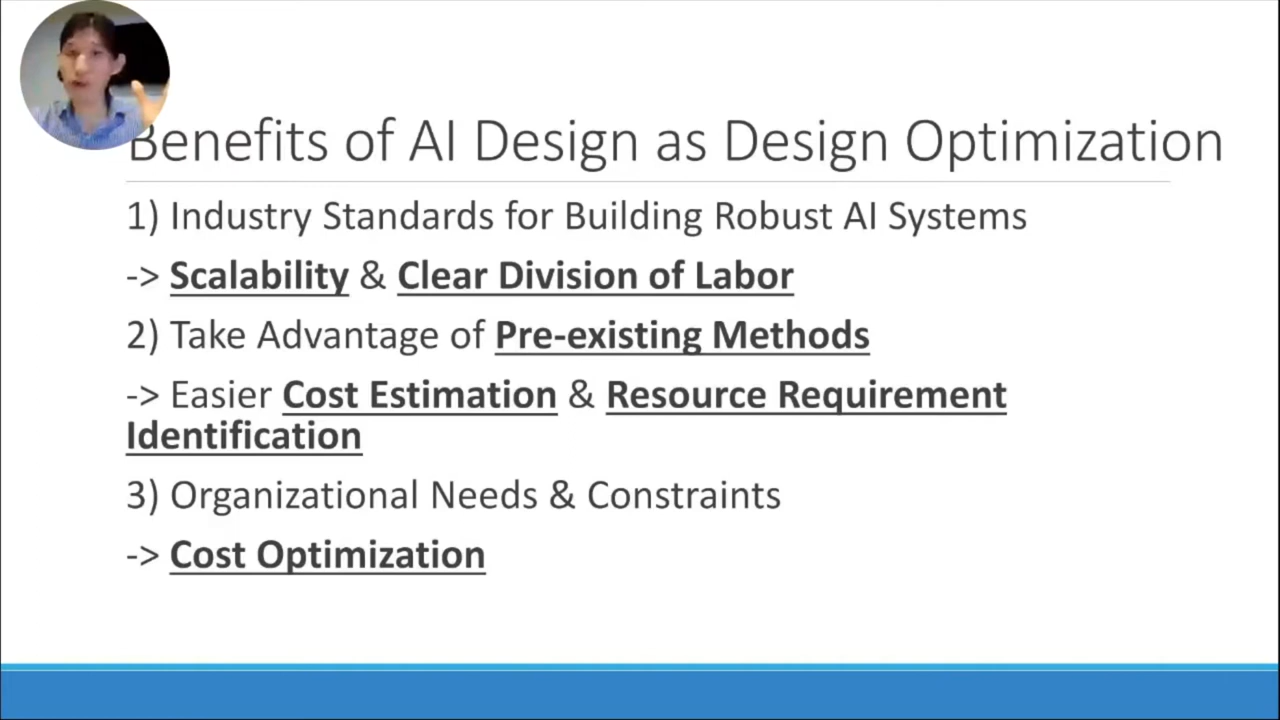 Benefits of AI Design as Design Optimization
1) Industry Standards for Building Robust AI Systems
-> Scalability & Clear Division of Labor
2) Take Advantage of Pre-existing Methods
-> Easier Cost Estimation & Resource Requirement
Identification
3) Organizational Needs & Constraints
-> Cost Optimization